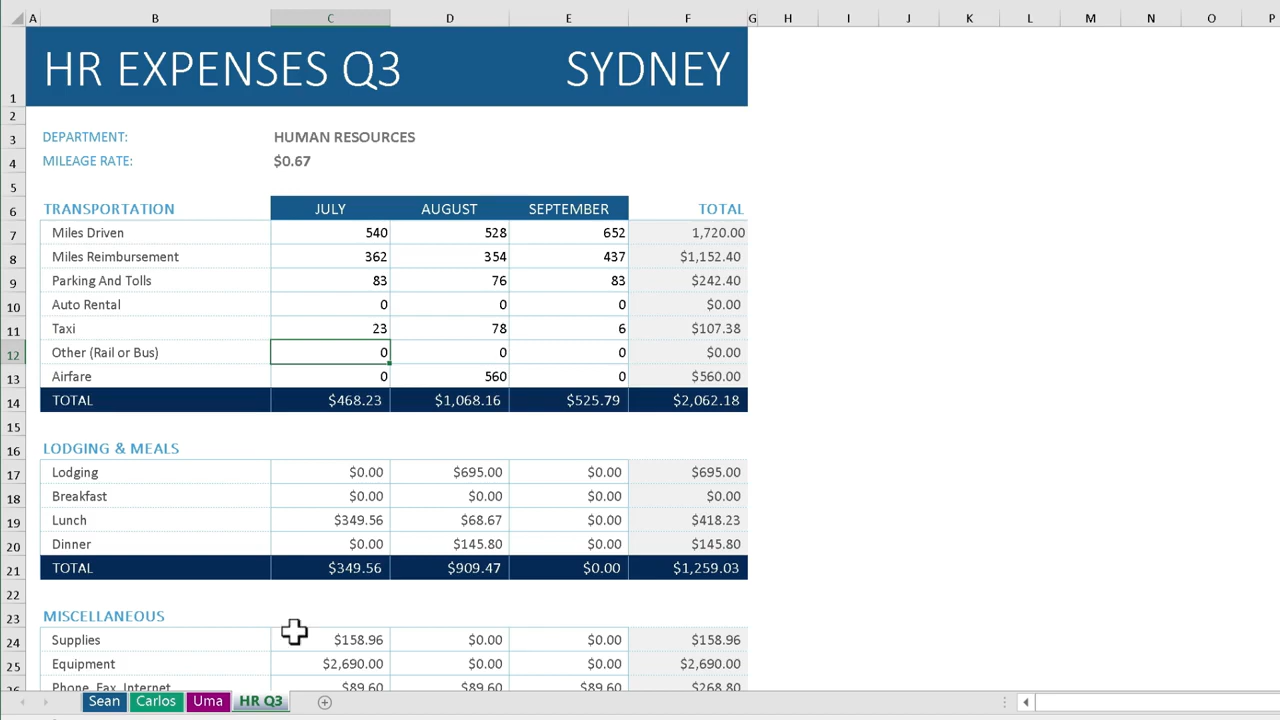 A B C D E F G H I J K L M N O P
1 HR EXPENSES Q3 SYDNEY
2
3 DEPARTMENT: HUMAN RESOURCES
4 MILEAGE RATE: $0.67
5
6 TRANSPORTATION JULY AUGUST SEPTEMBER TOTAL
7 Miles Driven 540 528 652 1,720.00
8 Miles Reimbursement 362 354 437 $1,152.40
9 Parking And Tolls 83 76 83 $242.40
10 Auto Rental 0 0 0 $0.00
11 Taxi 23 78 6 $107.38
12 Other (Rail or Bus) 0 0 0 $0.00
13 Airfare 0 560 0 $560.00
14 TOTAL $468.23 $1,068.16 $525.79 $2,062.18
15
16 LODGING & MEALS
17 Lodging $0.00 $695.00 $0.00 $695.00
18 Breakfast $0.00 $0.00 $0.00 $0.00
19 Lunch $349.56 $68.67 $0.00 $418.23
20 Dinner $0.00 $145.80 $0.00 $145.80
21 TOTAL $349.56 $909.47 $0.00 $1,259.03
22
23 MISCELLANEOUS
24 Supplies $158.96 $0.00 $0.00 $158.96
25 Equipment $2,690.00 $0.00 $0.00 $2,690.00
26 Phone, Fax, Internet $89.60 $89.60 $89.60 $268.80
Sean Carlos Uma HR Q3